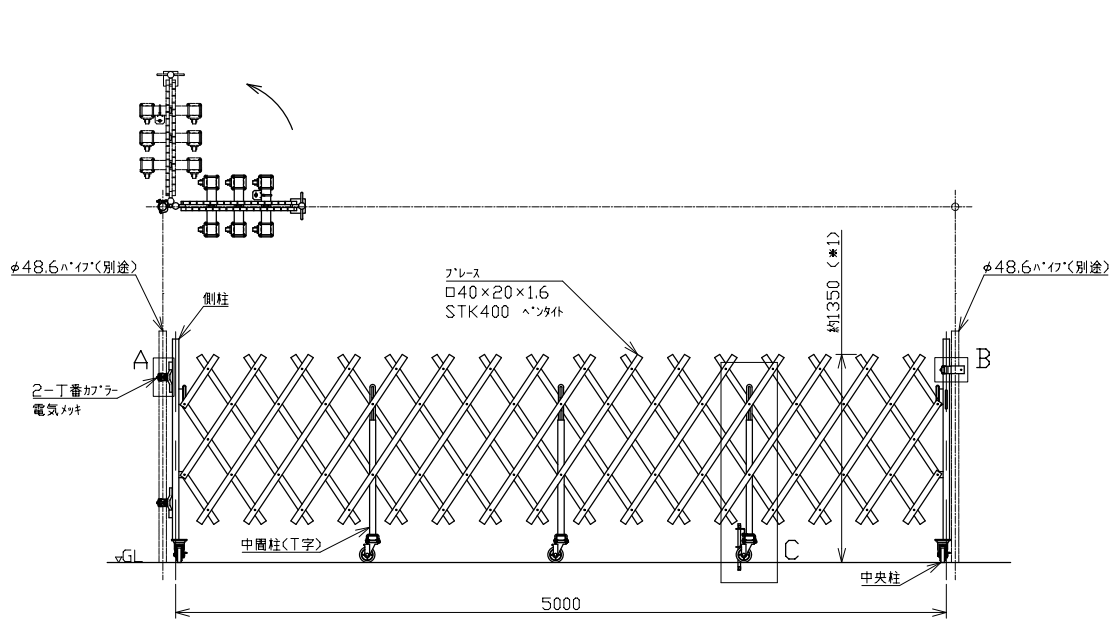 φ48.6ﾊﾟｲﾌﾟ(別途)
側柱
ﾌﾞﾚｰｽ
□40×20×1.6
STK400 ﾍﾟﾝﾀｲﾄ
約1350 (※1)
φ48.6ﾊﾟｲﾌﾟ(別途)
A
B
2−丁番ｶﾌﾟﾗｰ
電気ﾒｯｷ
中間柱(T字)
C
GL
中央柱
5000